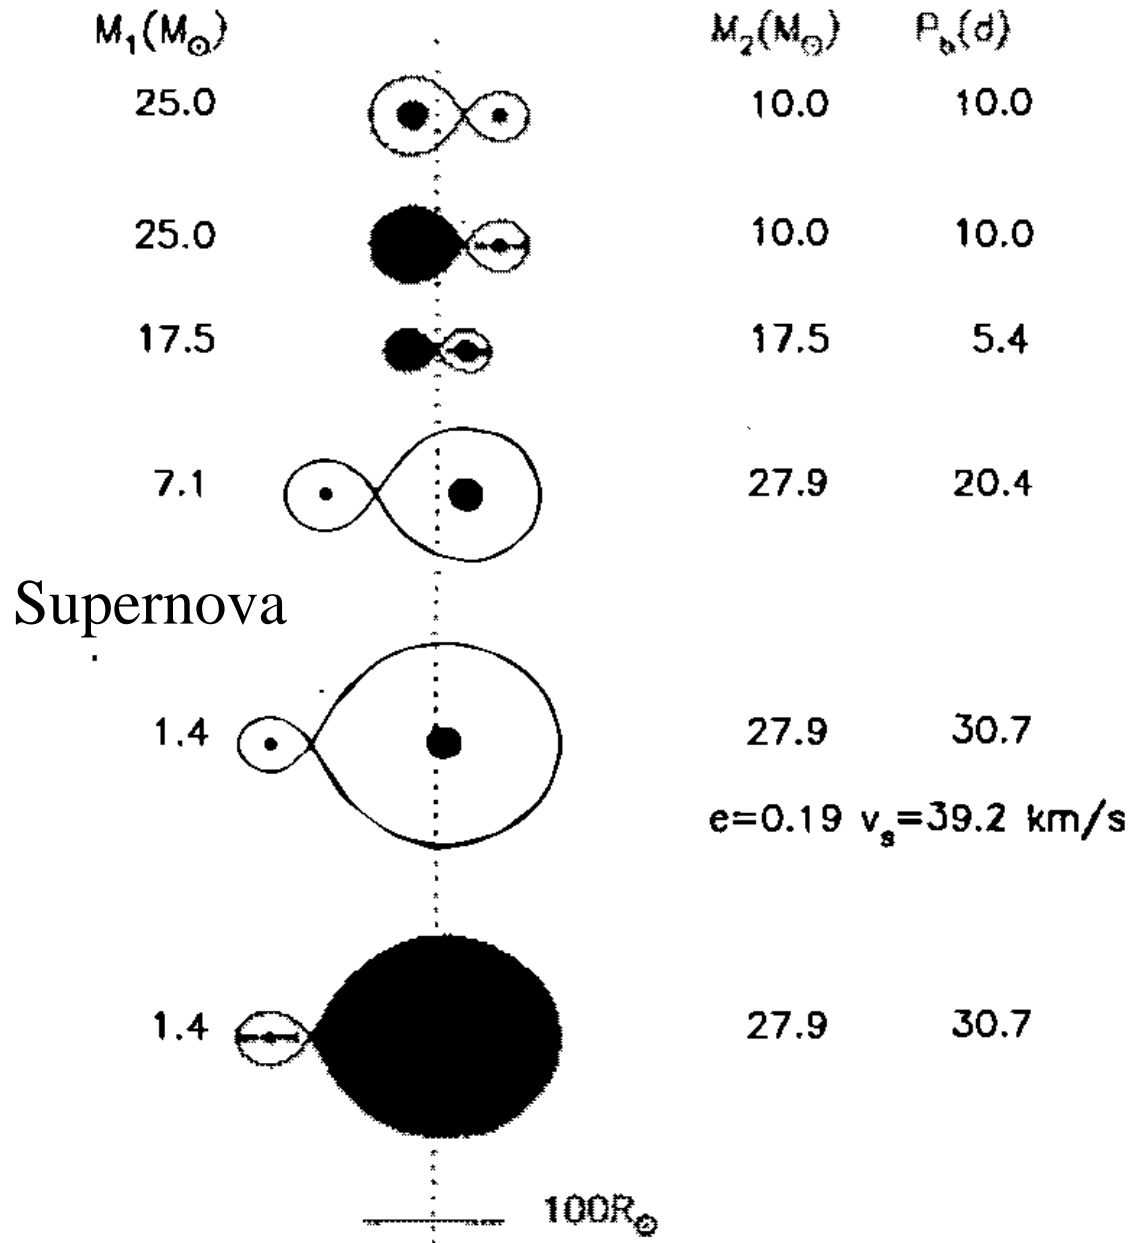 M₁(M⊙) M₂(M⊙) P_b(d)
25.0 10.0 10.0
25.0 10.0 10.0
17.5 17.5 5.4
7.1 27.9 20.4
Supernova
1.4 27.9 30.7
e=0.19 vₛ=39.2 km/s
1.4 27.9 30.7
100R⊙